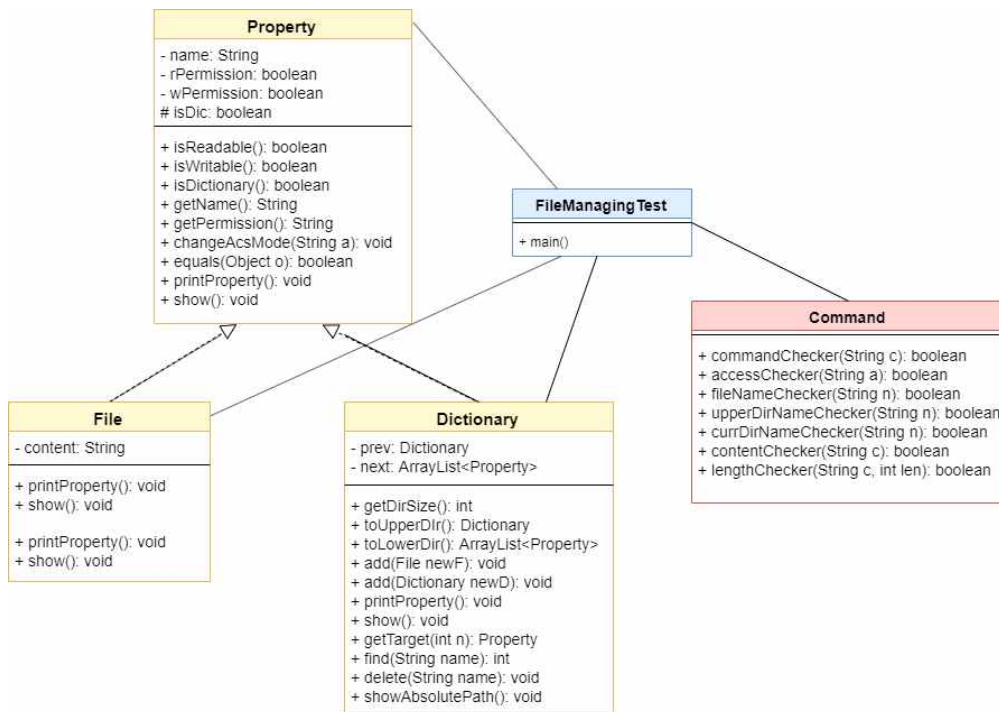 Property
- name: String
- rPermission: boolean
- wPermission: boolean
# isDic: boolean
+ isReadable(): boolean
+ isWritable(): boolean
+ isDictionary(): boolean
+ getName(): String
+ getPermission(): String
+ changeAcsMode(String a): void
+ equals(Object o): boolean
+ printProperty(): void
+ show(): void
FileManagingTest
+ main()
Command
+ commandChecker(String c): boolean
+ accessChecker(String a): boolean
+ fileNameChecker(String n): boolean
+ upperDirNameChecker(String n): boolean
+ currDirNameChecker(String n): boolean
+ contentChecker(String c): boolean
+ lengthChecker(String c, int len): boolean
File
- content: String
+ printProperty(): void
+ show(): void
+ printProperty(): void
+ show(): void
Dictionary
- prev: Dictionary
- next: ArrayList<Property>
+ getDirSize(): int
+ toUpperDIr(): Dictionary
+ toLowerDir(): ArrayList<Property>
+ add(File newF): void
+ add(Dictionary newD): void
+ printProperty(): void
+ show(): void
+ getTarget(int n): Property
+ find(String name): int
+ delete(String name): void
+ showAbsolutePath(): void